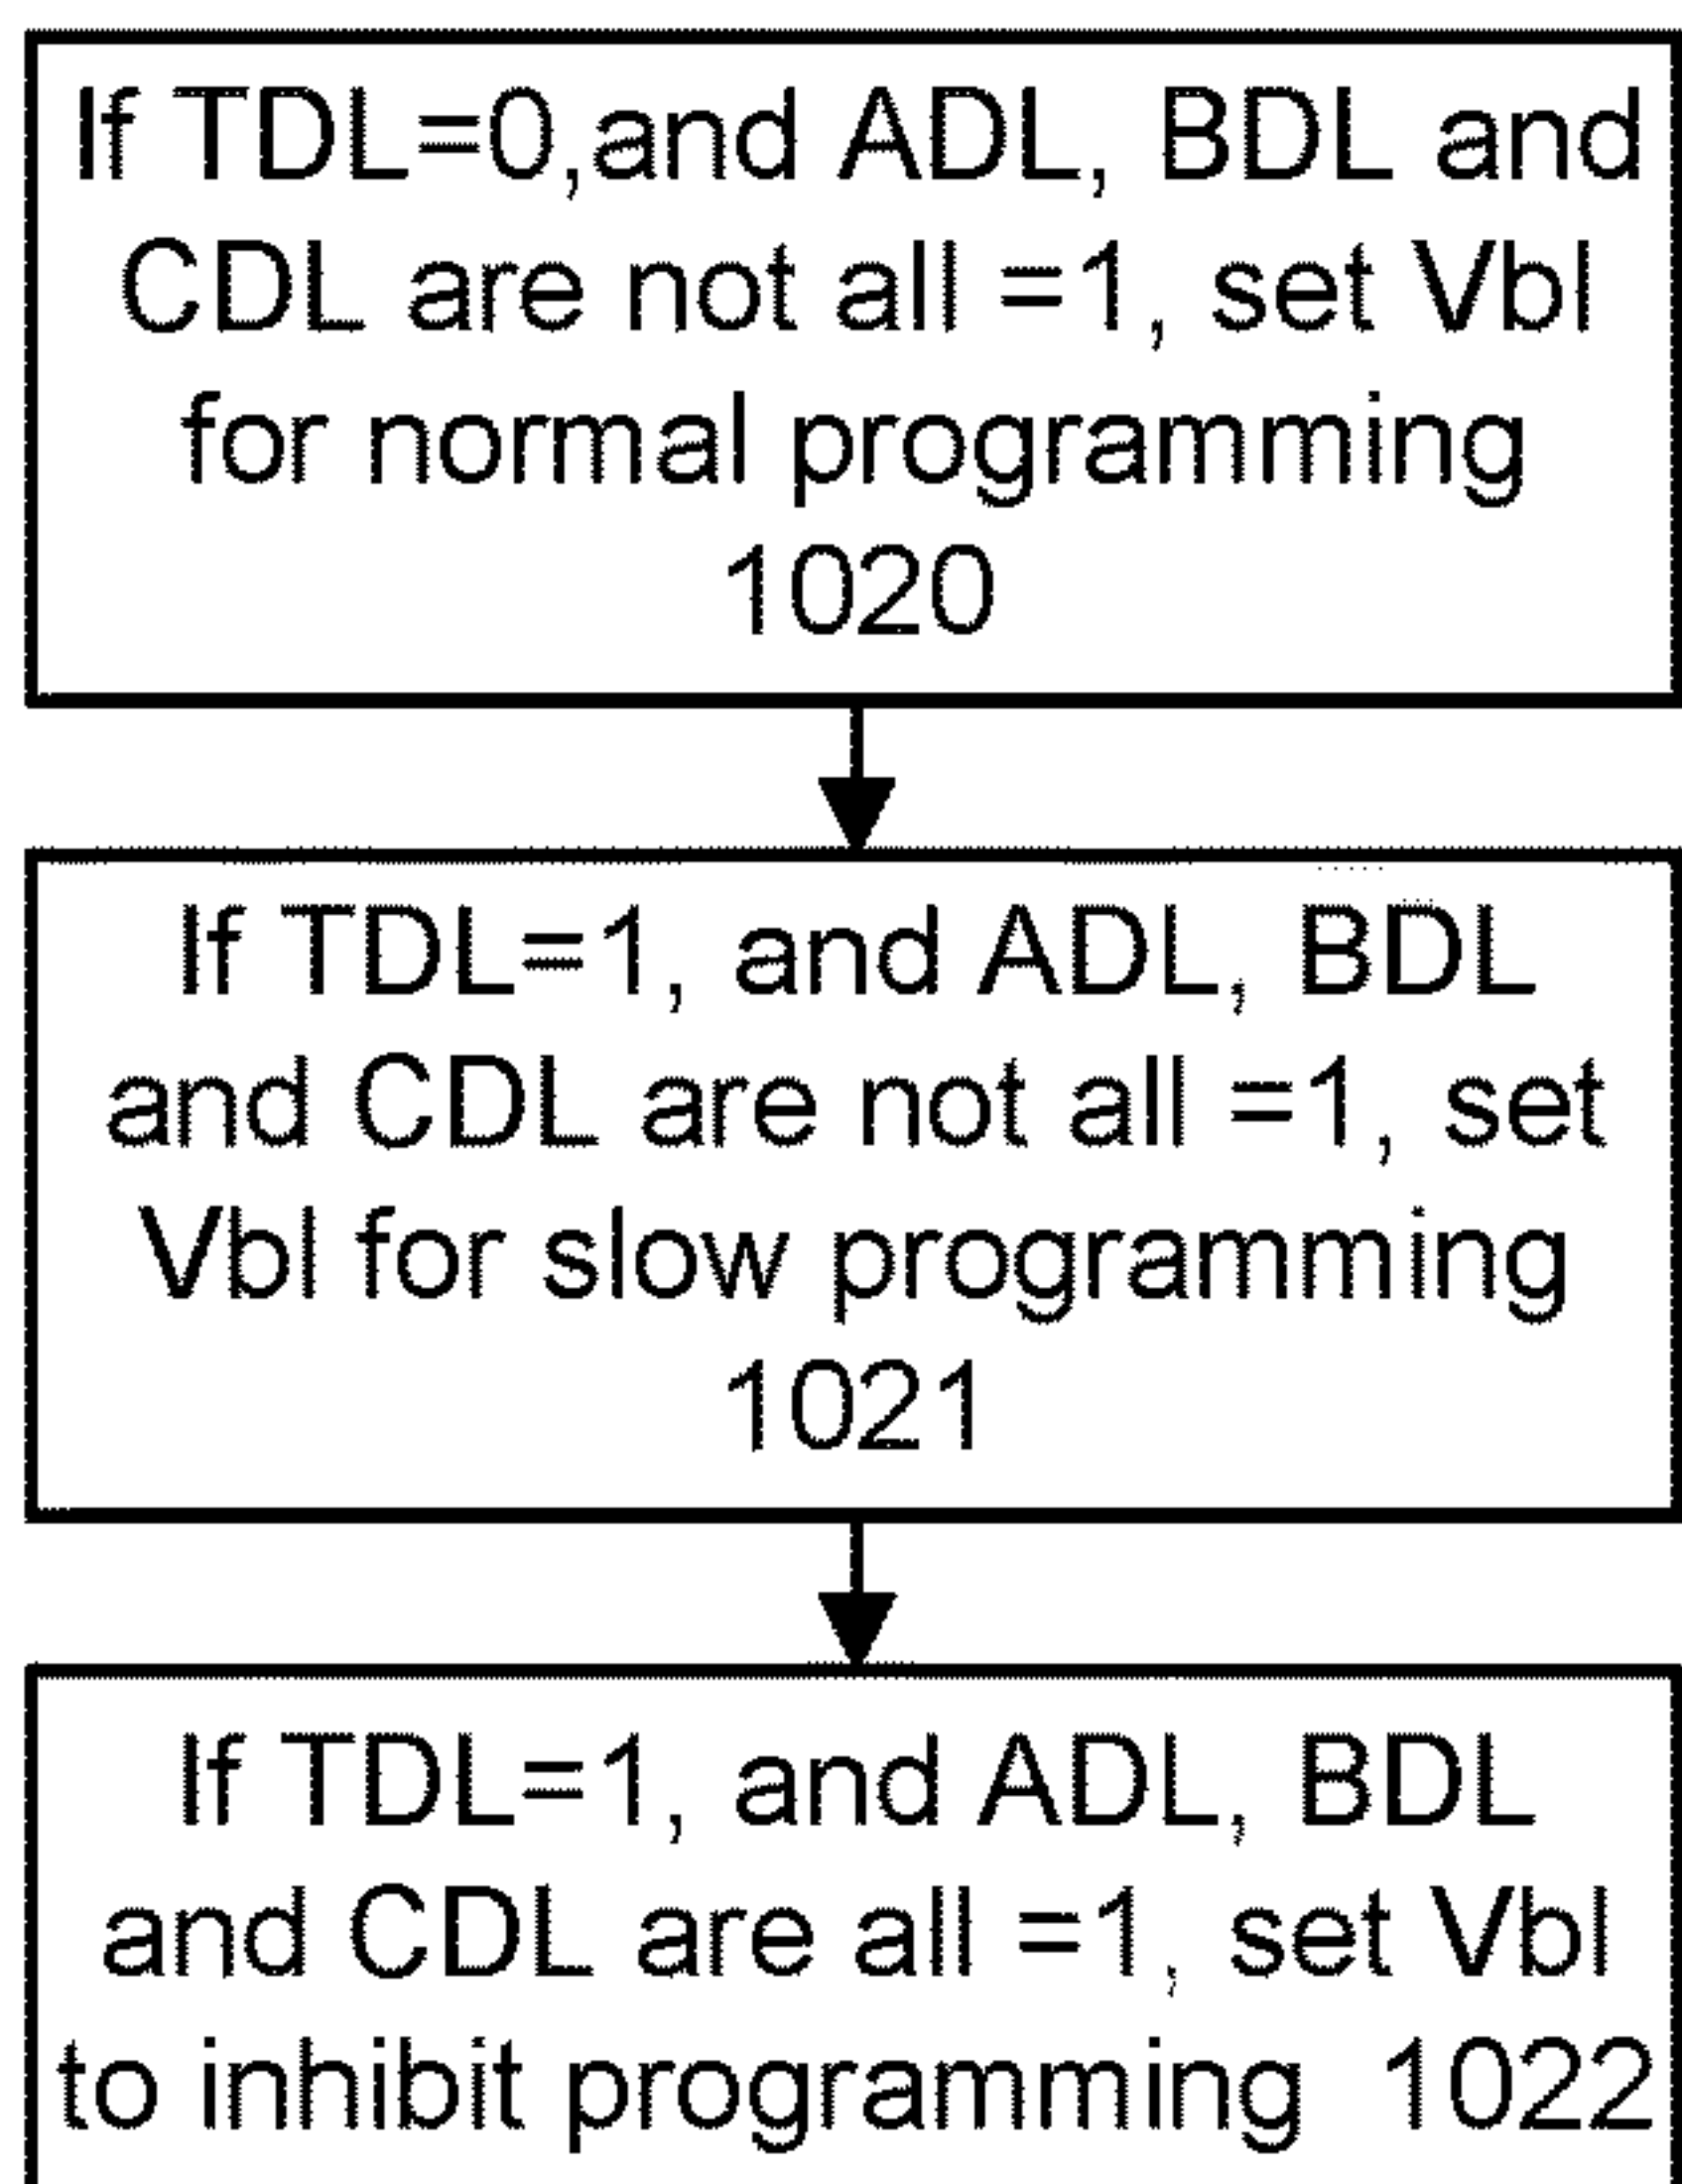 If TDL=0,and ADL, BDL and
CDL are not all =1, set Vbl
for normal programming
1020
If TDL=1, and ADL, BDL
and CDL are not all =1, set
Vbl for slow programming
1021
If TDL=1, and ADL, BDL
and CDL are all =1, set Vbl
to inhibit programming 1022